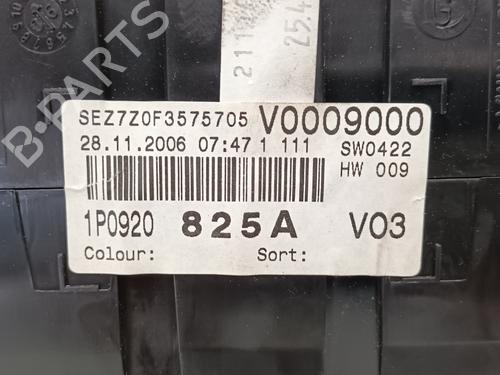 SEZ7Z0F3575705 V0009000
28.11.2006 07:47 1 111 SW0422
HW 009
1P0920 825A V03
Colour: Sort:
B-PARTS